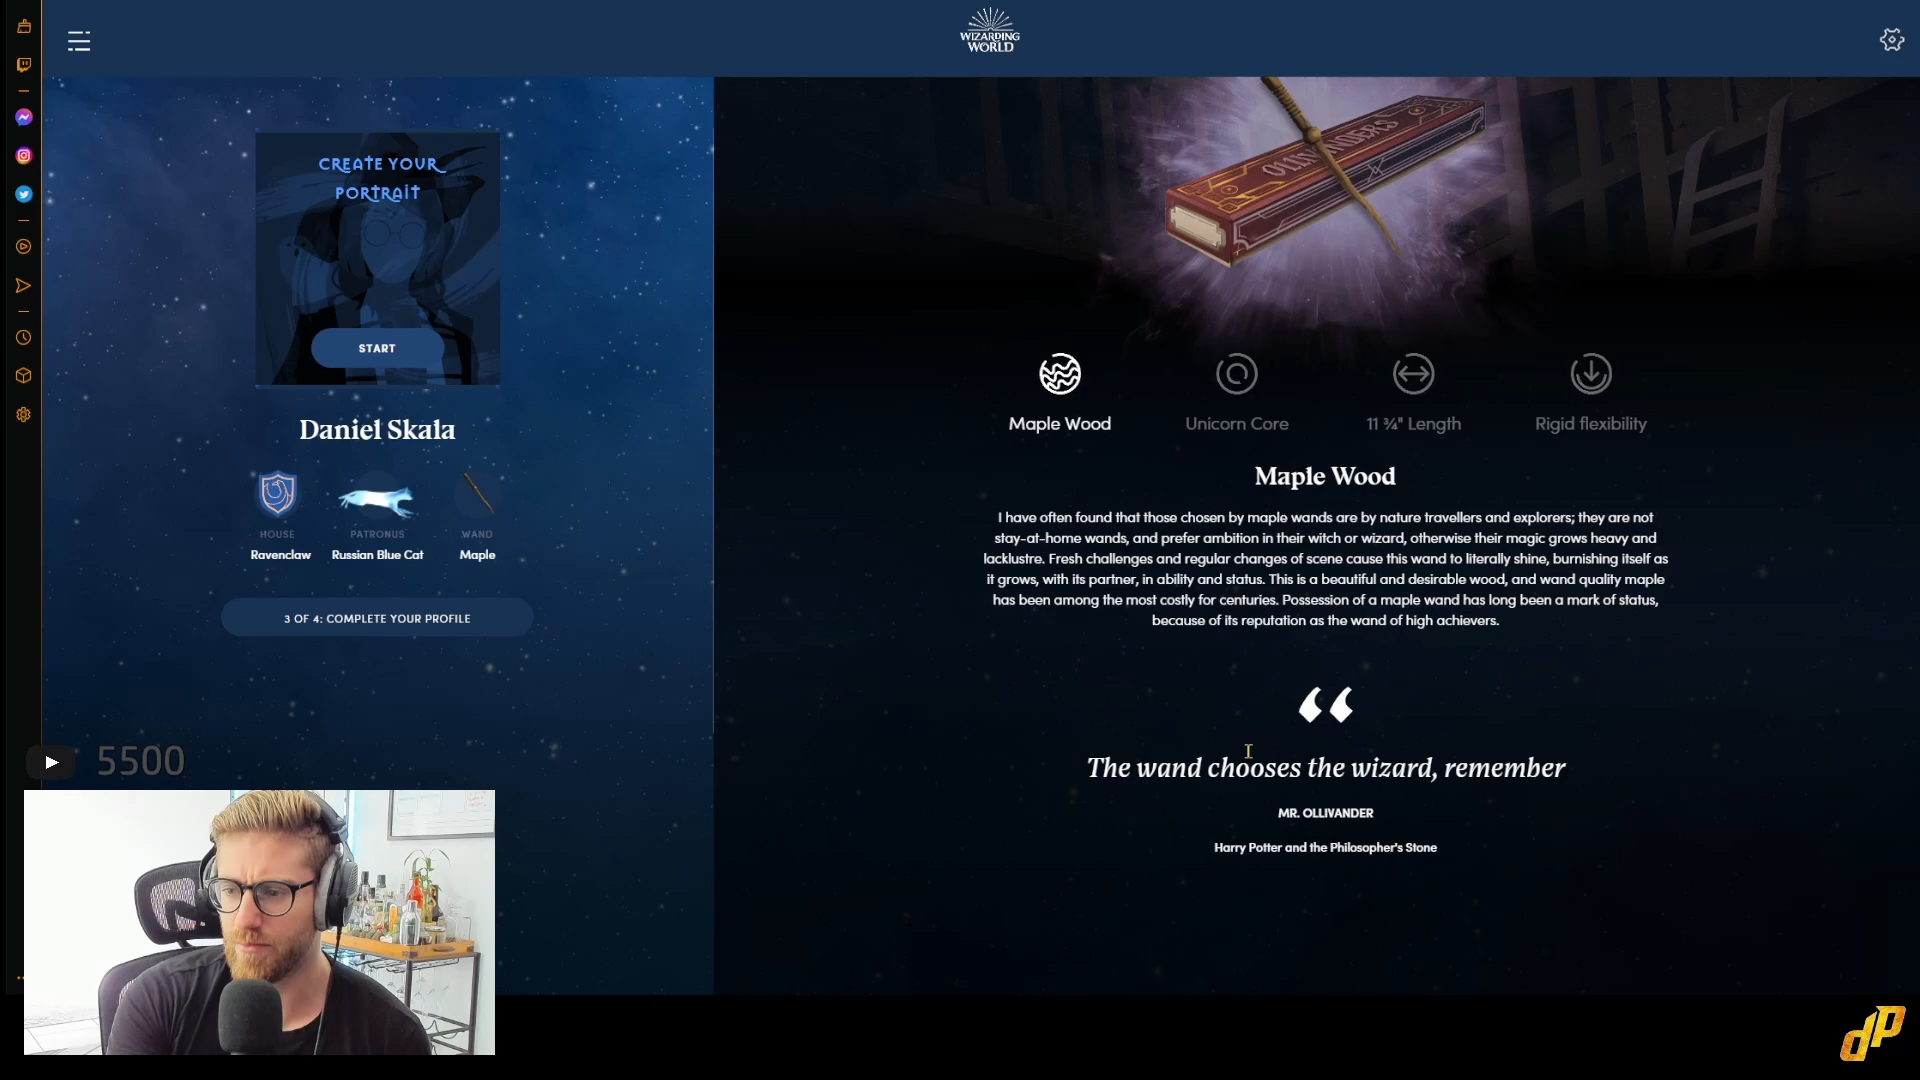 WIZARDING
WORLD
CREATE YOUR
PORTRAIT
START
Daniel Skala
HOUSE
PATRONUS
WAND
Ravenclaw
Russian Blue Cat
Maple
3 OF 4: COMPLETE YOUR PROFILE
5500
Maple Wood
Unicorn Core
11 ¾" Length
Rigid flexibility
Maple Wood
I have often found that those chosen by maple wands are by nature travellers and explorers; they are not
stay-at-home wands, and prefer ambition in their witch or wizard, otherwise their magic grows heavy and
lacklustre. Fresh challenges and regular changes of scene cause this wand to literally shine, burnishing itself as
it grows, with its partner, in ability and status. This is a beautiful and desirable wood, and wand quality maple
has been among the most costly for centuries. Possession of a maple wand has long been a mark of status,
because of its reputation as the wand of high achievers.
“
The wand chooses the wizard, remember
MR. OLLIVANDER
Harry Potter and the Philosopher's Stone
dP